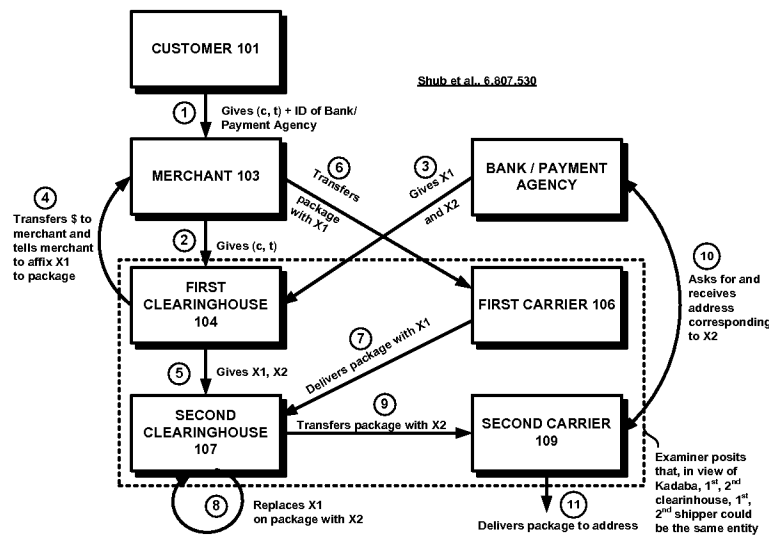 CUSTOMER 101
Shub et al., 6,807,530
1
Gives (c, t) + ID of Bank/
Payment Agency
MERCHANT 103
6
Transfers
package
with X1
3
Gives X1
and X2
BANK / PAYMENT
AGENCY
4
Transfers $ to
merchant and
tells merchant
to affix X1
to package
2
Gives (c, t)
10
Asks for and
receives
address
corresponding
to X2
FIRST
CLEARINGHOUSE
104
FIRST CARRIER 106
7
Delivers package with X1
5
Gives X1, X2
SECOND
CLEARINGHOUSE
107
9
Transfers package with X2
SECOND CARRIER
109
8
Replaces X1
on package with X2
11
Delivers package to address
Examiner posits
that, in view of
Kadaba, 1st, 2nd
clearinhouse, 1st,
2nd shipper could
be the same entity